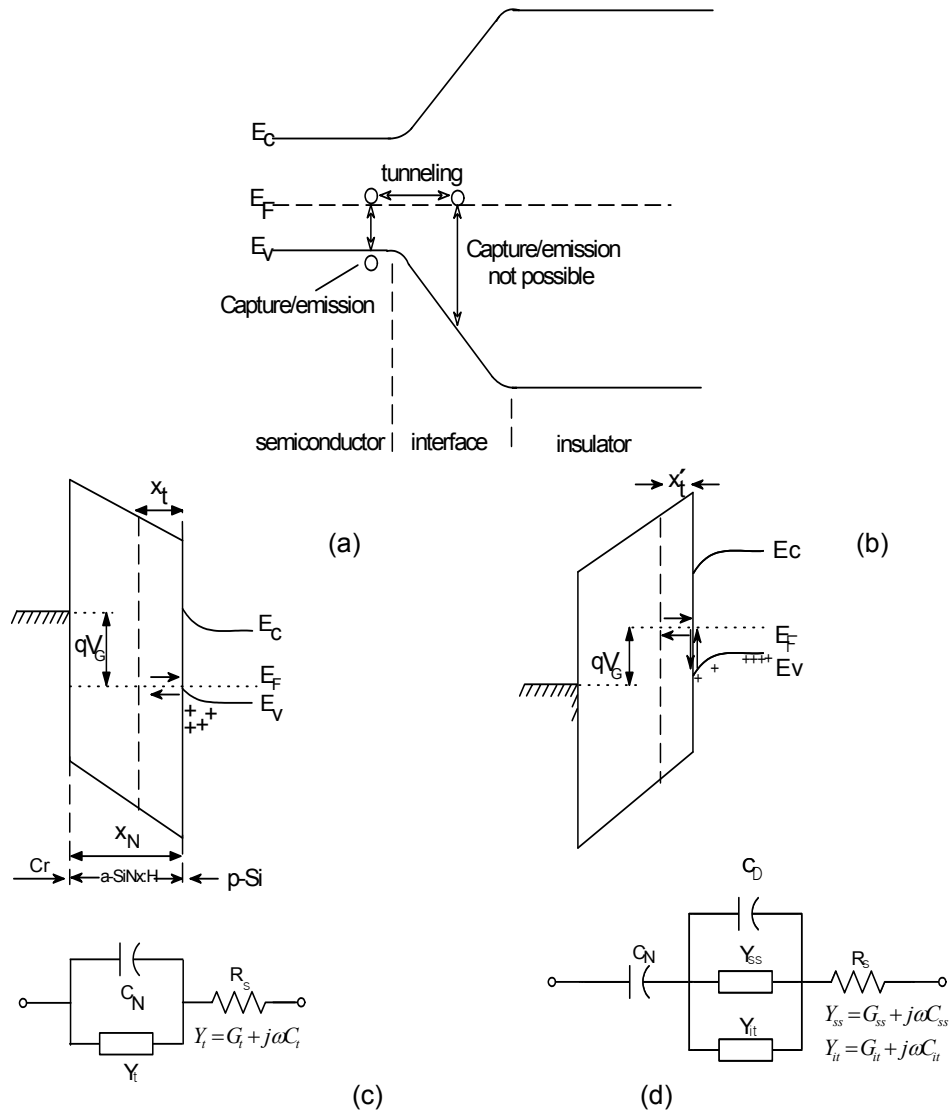 E_C
tunneling
E_F
E_V
Capture/emission
not possible
Capture/emission
semiconductor
interface
insulator
x_t
(a)
x′_t
(b)
qV_G
E_C
E_F
E_V
++
+++
x_N
Cr
a-SiNx:H
p-Si
Ec
qV_G
E_F
Ev
+ + ++++
C_N
R_S
Y_t = G_t + jωC_t
Y_t
(c)
C_D
C_N
Y_ss
R_S
Y_ss = G_ss + jωC_ss
Y_it
Y_it = G_it + jωC_it
(d)